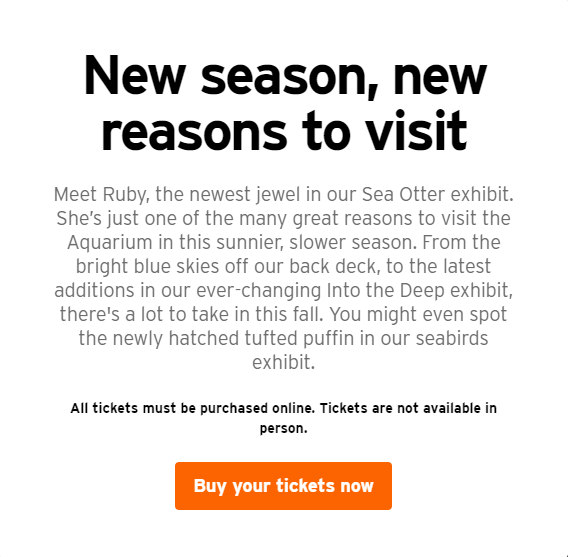 New season, new
reasons to visit
Meet Ruby, the newest jewel in our Sea Otter exhibit.
She’s just one of the many great reasons to visit the
Aquarium in this sunnier, slower season. From the
bright blue skies off our back deck, to the latest
additions in our ever-changing Into the Deep exhibit,
there's a lot to take in this fall. You might even spot
the newly hatched tufted puffin in our seabirds
exhibit.
All tickets must be purchased online. Tickets are not available in
person.
Buy your tickets now